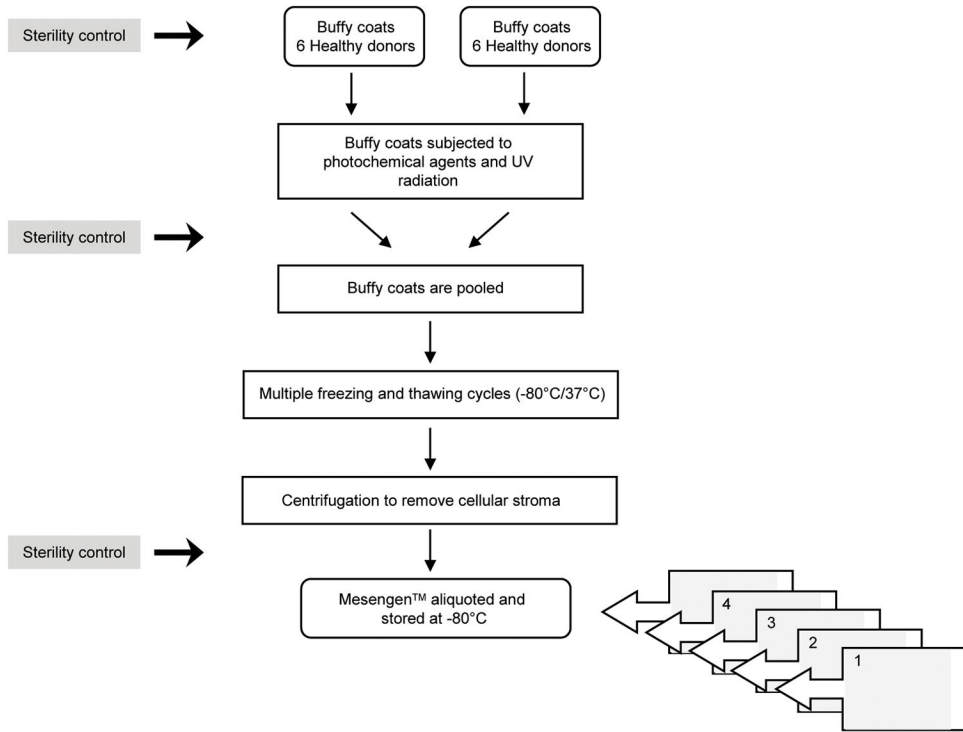 Sterility control
Buffy coats
6 Healthy donors
Buffy coats
6 Healthy donors
Buffy coats subjected to
photochemical agents and UV
radiation
Sterility control
Buffy coats are pooled
Multiple freezing and thawing cycles (-80°C/37°C)
Centrifugation to remove cellular stroma
Sterility control
Mesengen™ aliquoted and
stored at -80°C
4
3
2
1